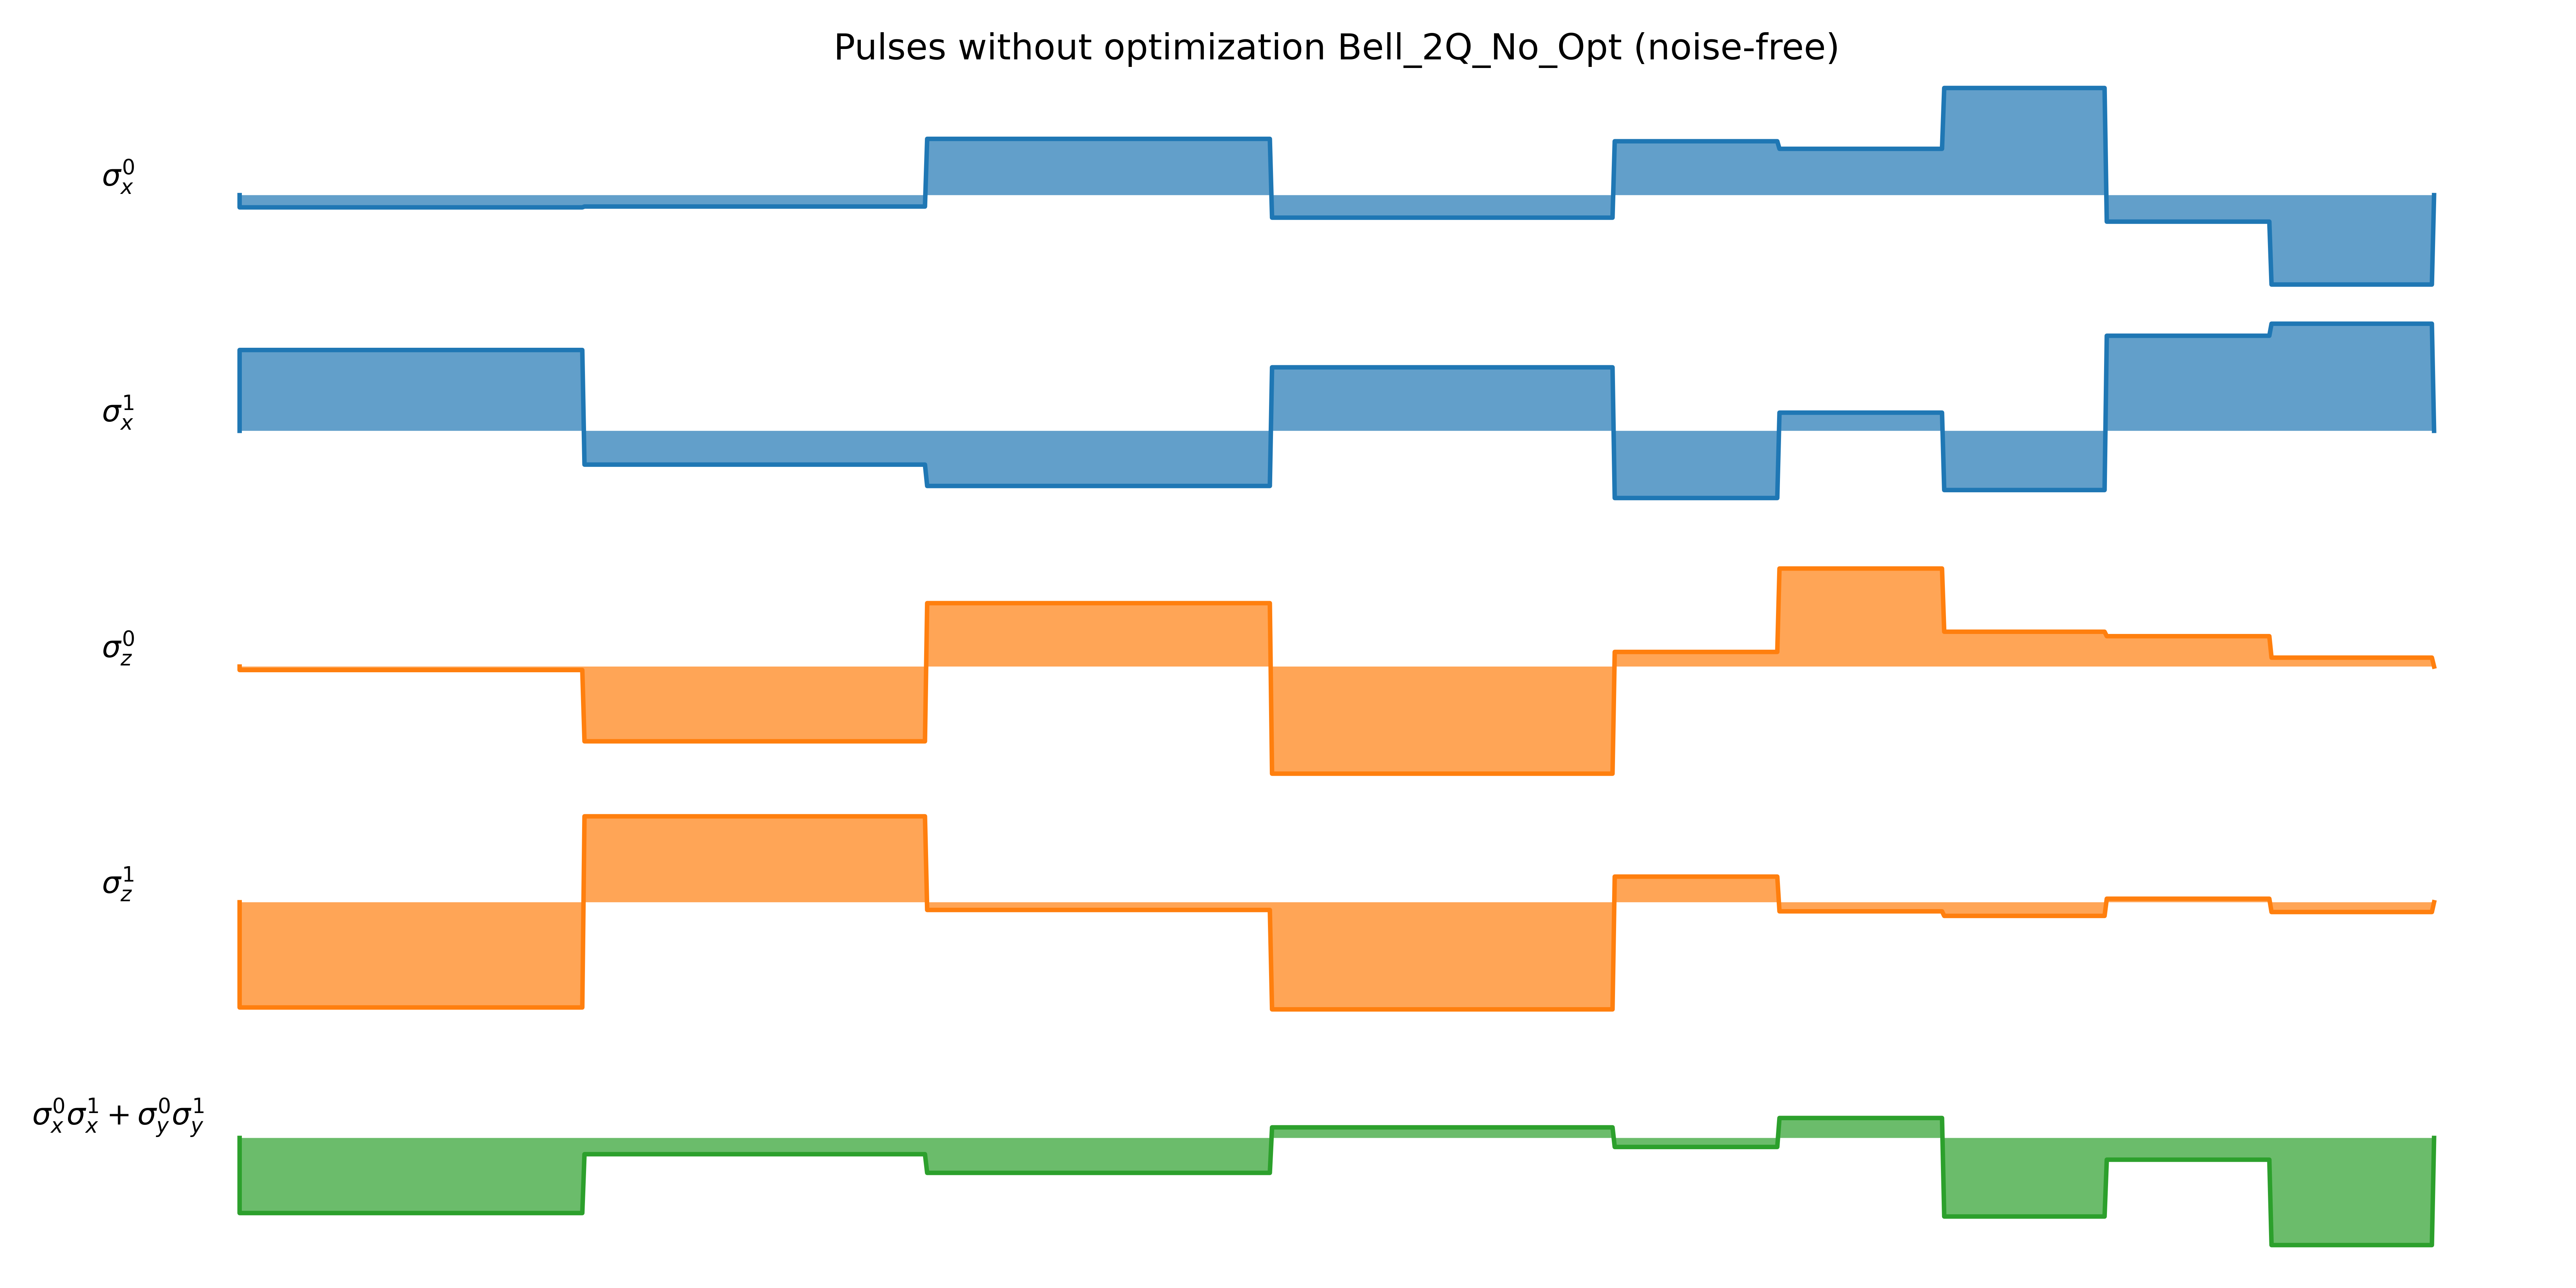 Pulses without optimization Bell_2Q_No_Opt (noise-free)
σ_x^0
σ_x^1
σ_z^0
σ_z^1
σ_x^0σ_x^1 + σ_y^0σ_y^1